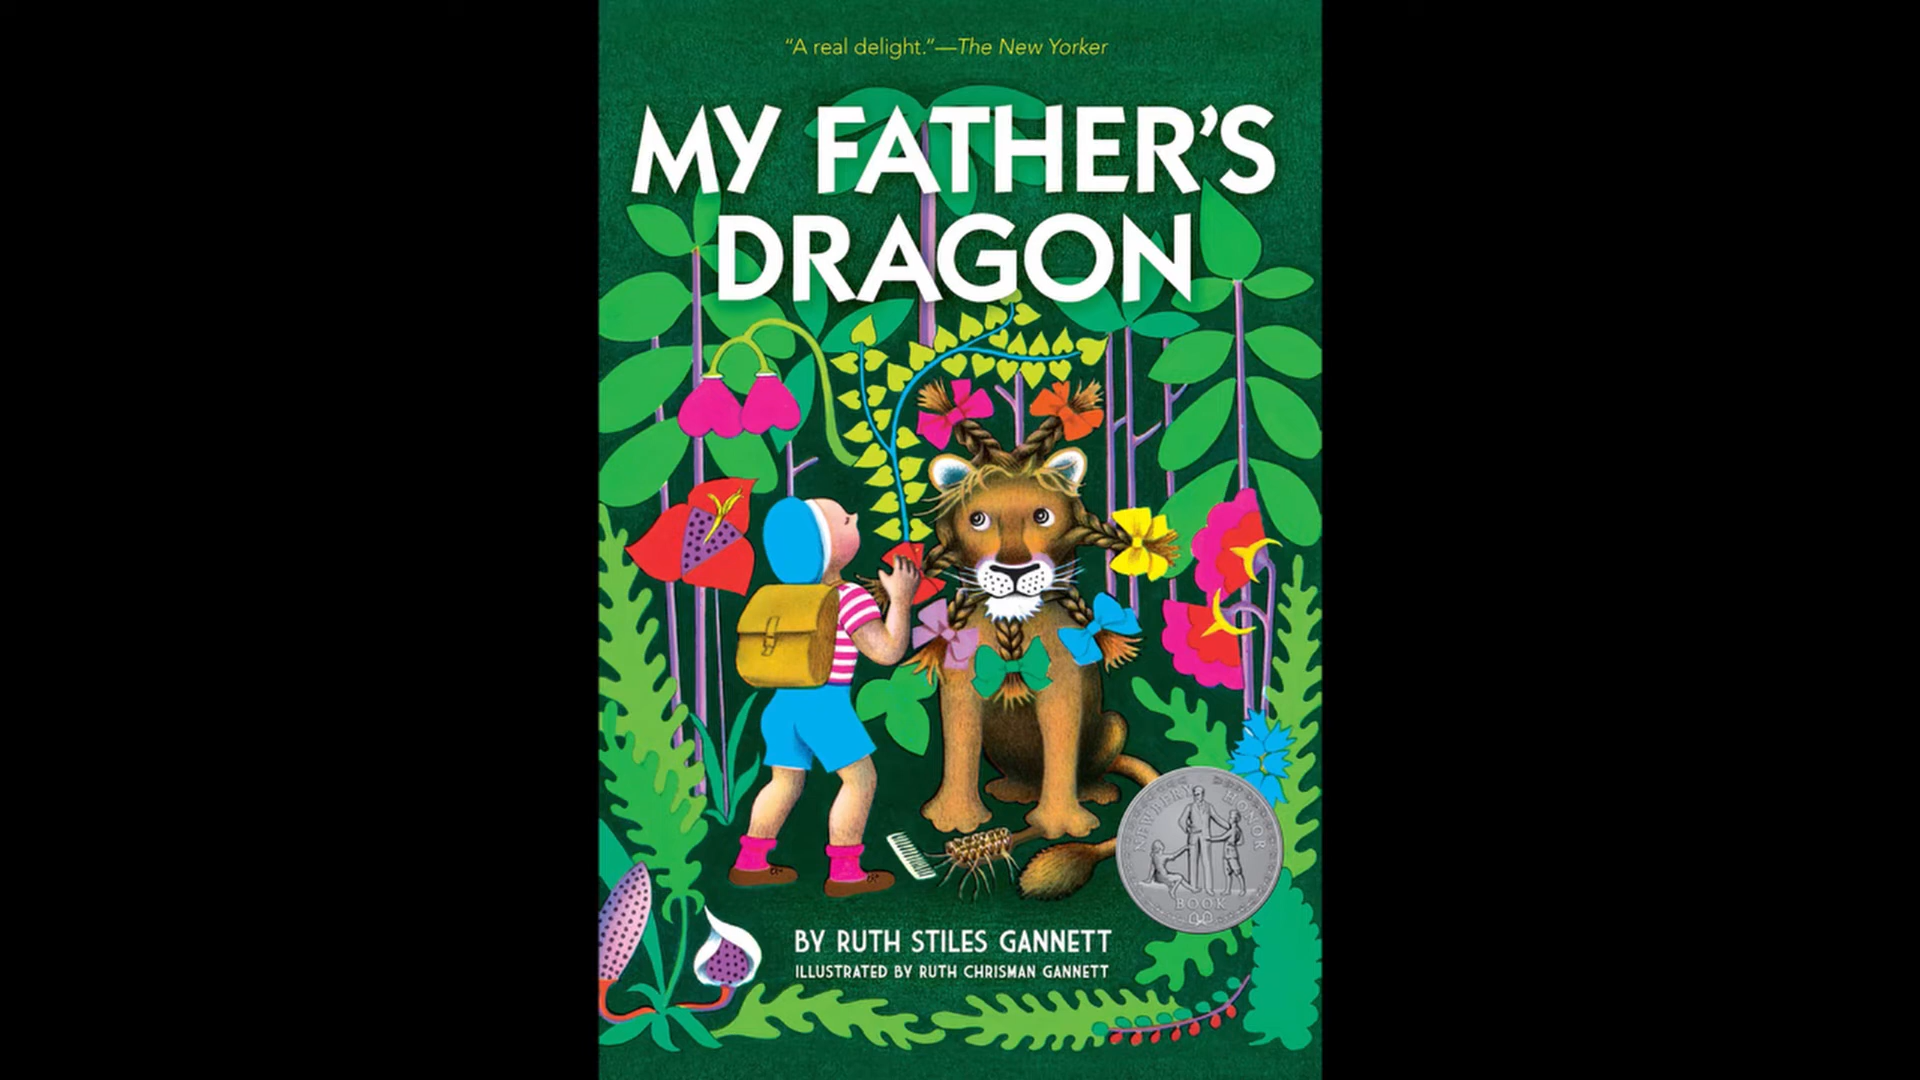 “A real delight.”—The New Yorker
MY FATHER’S
DRAGON
NEWBERY HONOR
BOOK
BY RUTH STILES GANNETT
ILLUSTRATED BY RUTH CHRISMAN GANNETT